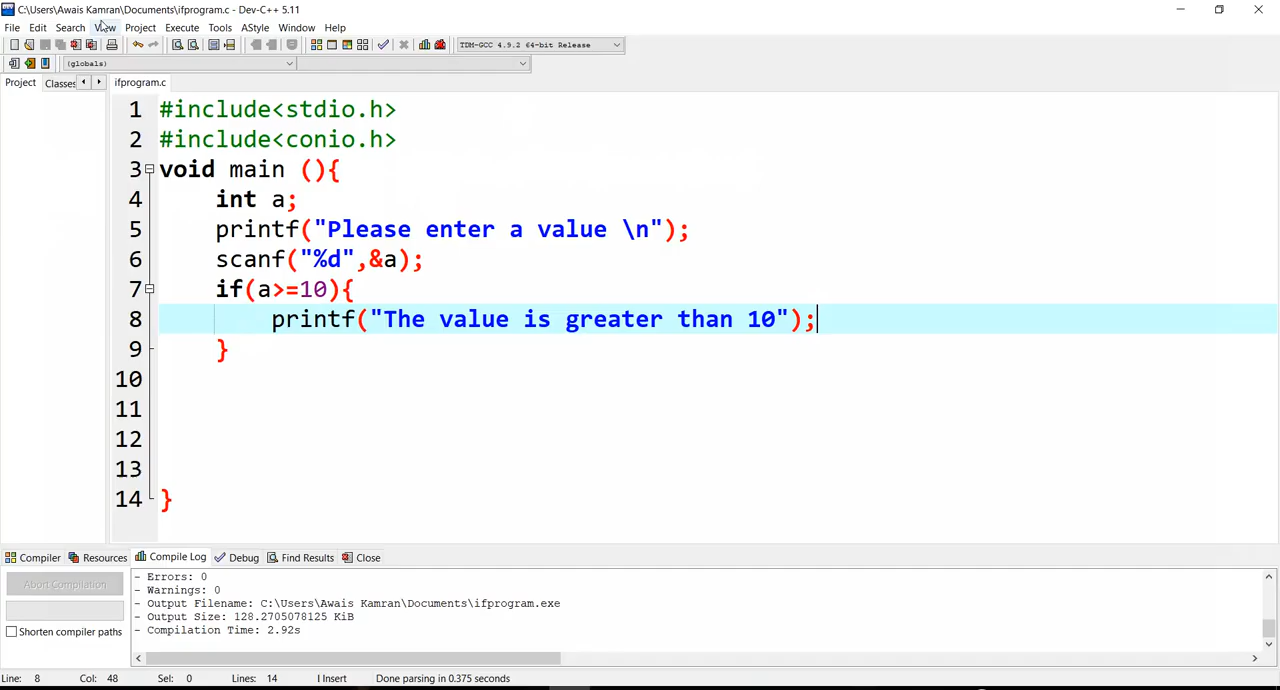 C:\Users\Awais Kamran\Documents\ifprogram.c - Dev-C++ 5.11
File Edit Search View Project Execute Tools AStyle Window Help
TDM-GCC 4.9.2 64-bit Release
(globals)
Project Classes ifprogram.c
1 #include<stdio.h>
2 #include<conio.h>
3 void main (){
4 int a;
5 printf("Please enter a value \n");
6 scanf("%d",&a);
7 if(a>=10){
8 printf("The value is greater than 10");
9 }
10
11
12
13
14 }
Compiler Resources Compile Log Debug Find Results Close
Abort Compilation
Shorten compiler paths
- Errors: 0
- Warnings: 0
- Output Filename: C:\Users\Awais Kamran\Documents\ifprogram.exe
- Output Size: 128.2705078125 KiB
- Compilation Time: 2.92s
Line: 8 Col: 48 Sel: 0 Lines: 14 Insert Done parsing in 0.375 seconds